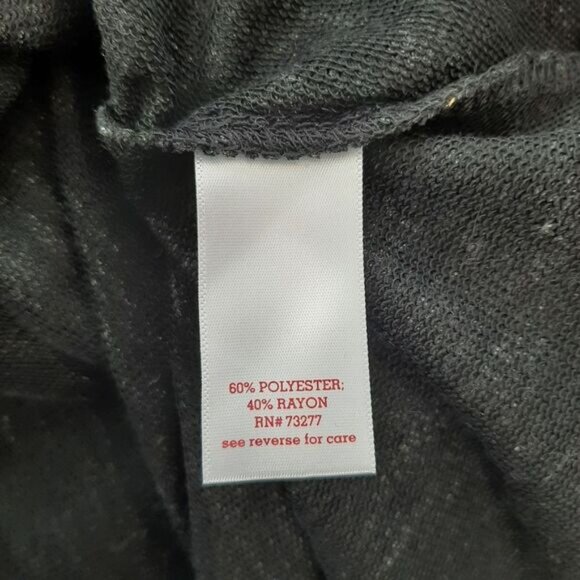 60% POLYESTER;
40% RAYON
RN# 73277
see reverse for care